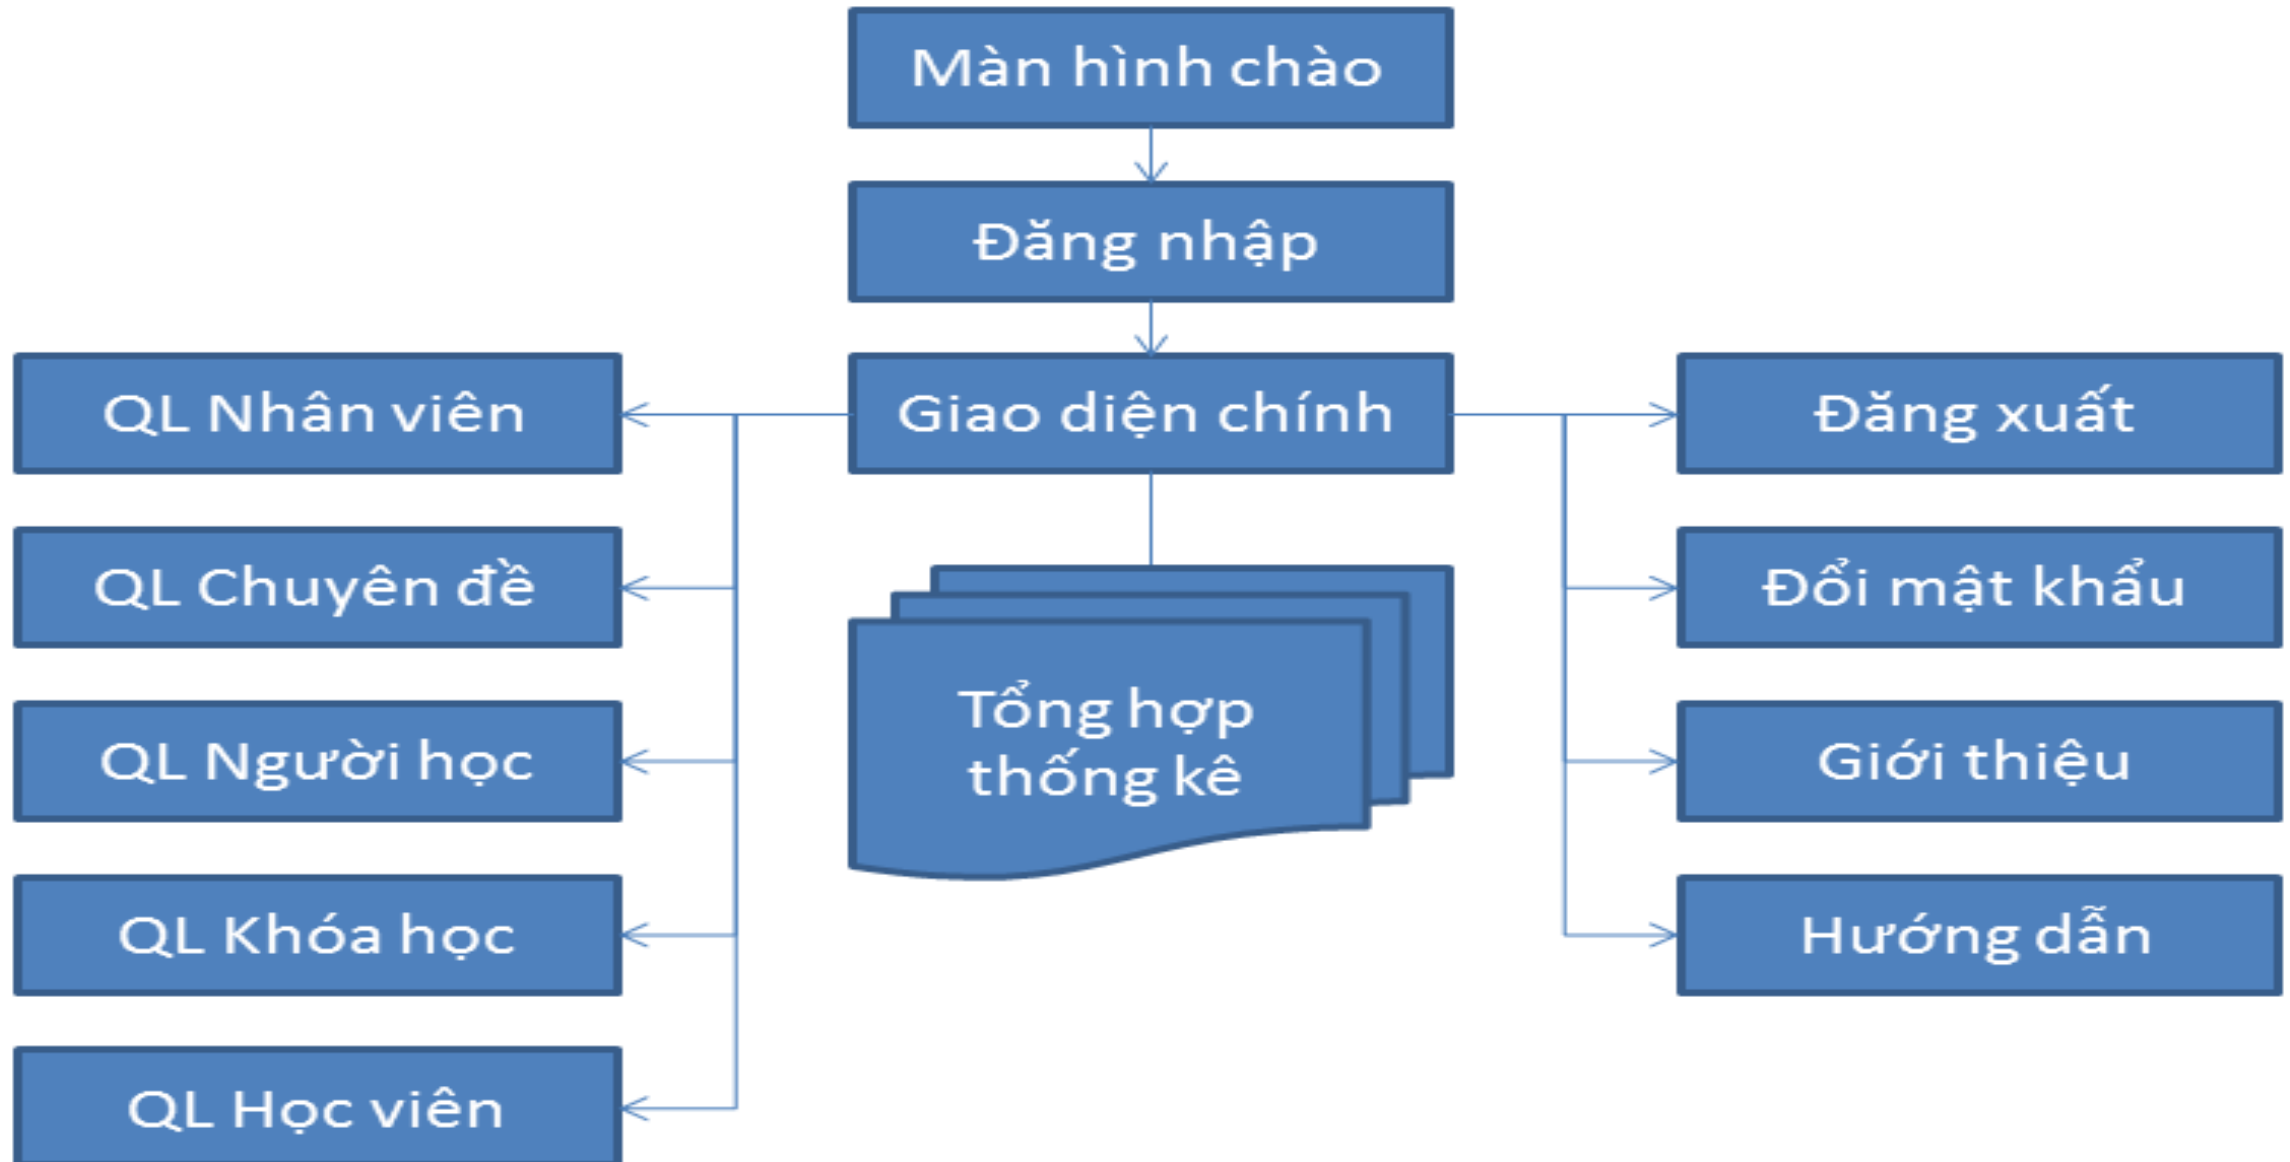 Màn hình chào
Đăng nhập
QL Nhân viên
Giao diện chính
Đăng xuất
QL Chuyên đề
Đổi mật khẩu
Tổng hợp
thống kê
QL Người học
Giới thiệu
QL Khóa học
Hướng dẫn
QL Học viên